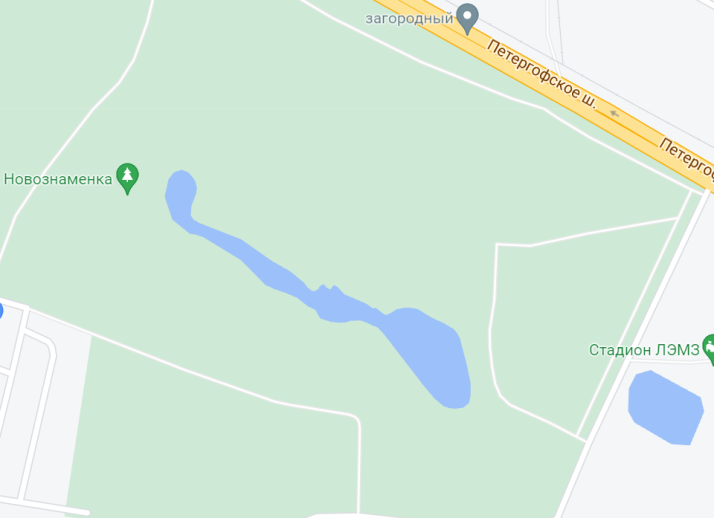 загородный
Петергофское ш.
Петергоф
Новознаменка
Стадион ЛЭМЗ